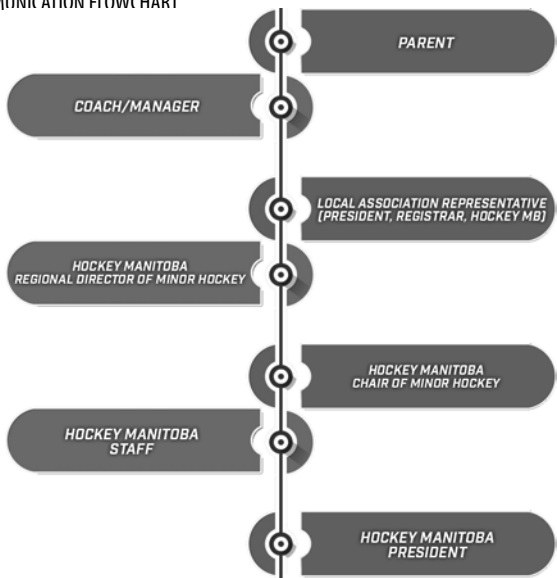 FLOWCHART
PARENT
COACH/MANAGER
LOCAL ASSOCIATION REPRESENTATIVE
(PRESIDENT, REGISTRAR, HOCKEY MB)
HOCKEY MANITOBA
REGIONAL DIRECTOR OF MINOR HOCKEY
HOCKEY MANITOBA
CHAIR OF MINOR HOCKEY
HOCKEY MANITOBA
STAFF
HOCKEY MANITOBA
PRESIDENT